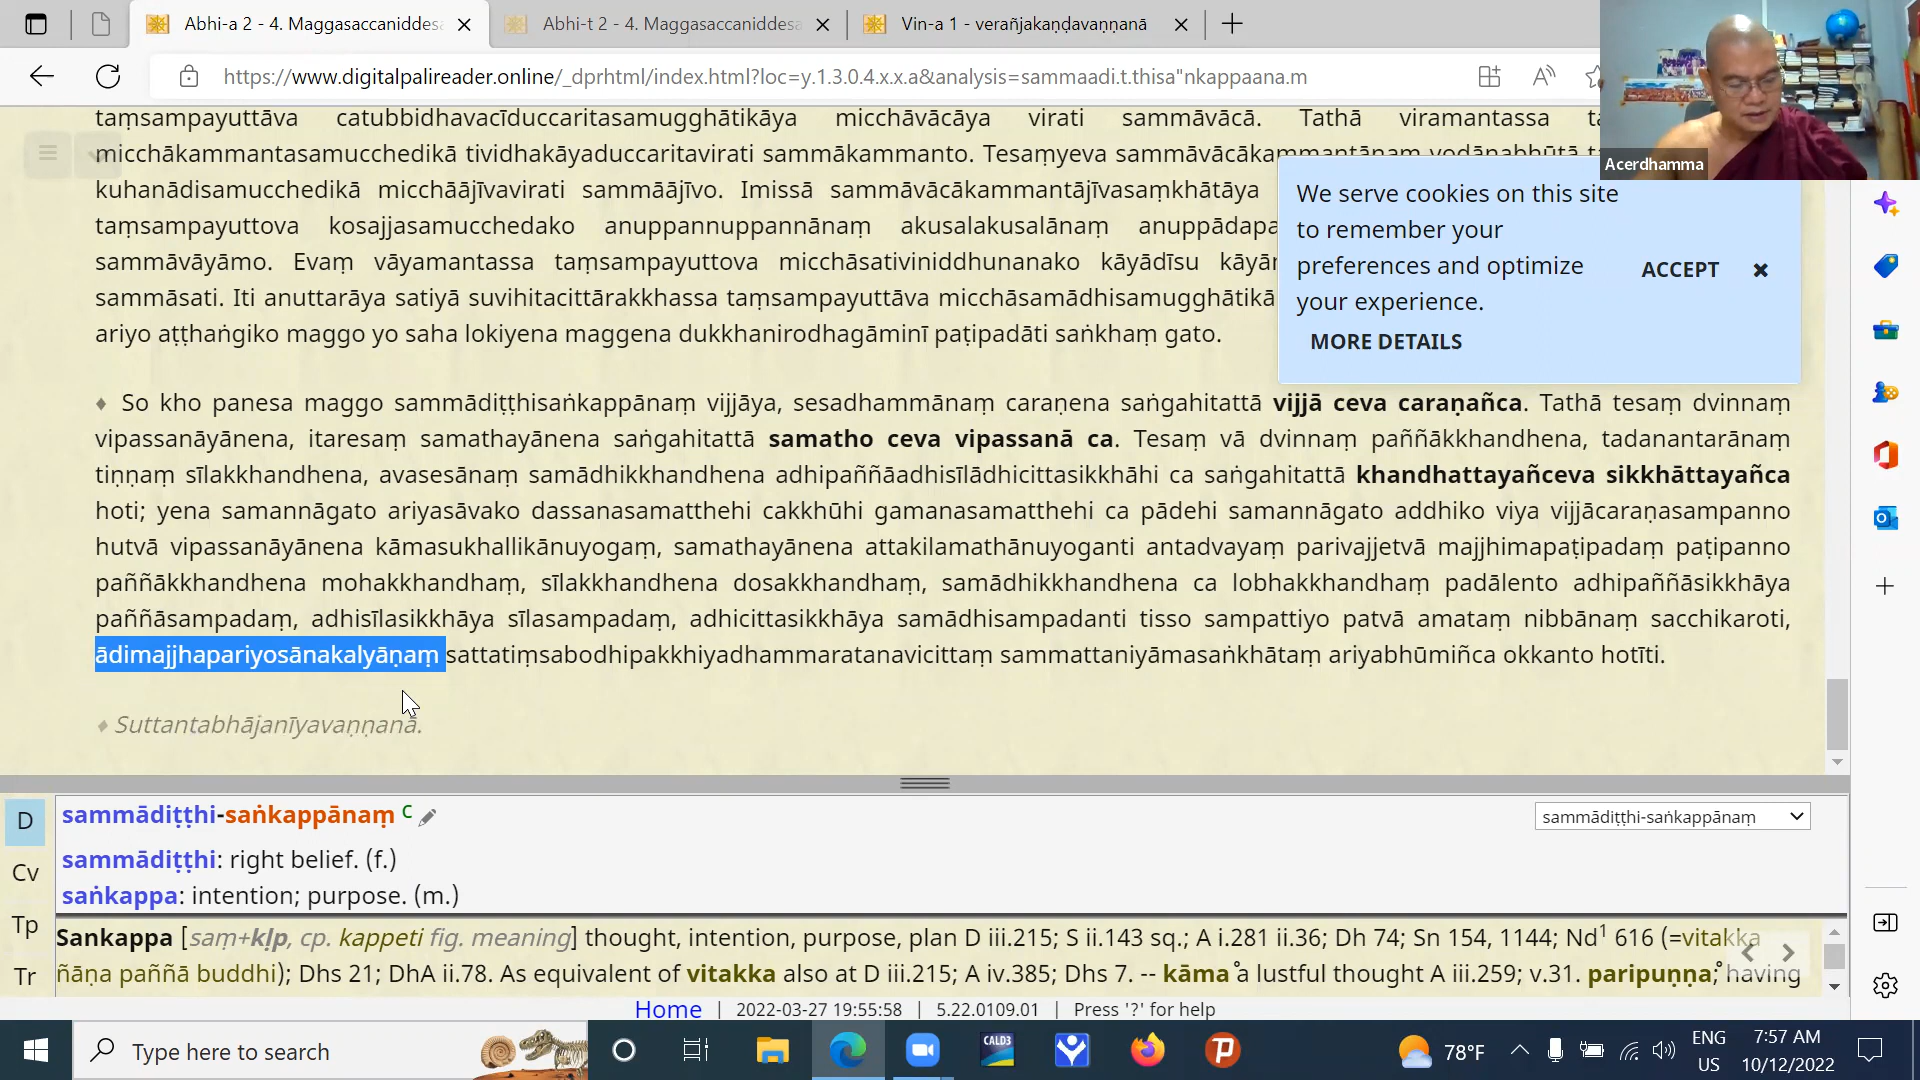 Abhi-a 2 - 4. Maggasaccaniddes
Abhi-t 2 - 4. Maggasaccaniddesa
Vin-a 1 - verañjakaṇḍavaṇṇanā
https://www.digitalpalireader.online/_dprhtml/index.html?loc=y.1.3.0.4.x.x.a&analysis=sammaadi.t.thisa"nkappaana.m
Acerdhamma
taṃsampayuttāva catubbidhavacīduccaritasamugghātikāya micchāvācāya virati sammāvācā. Tathā viramantassa
micchākammantasamucchedikā tividhakāyaduccaritavirati sammākammanto. Tesaṃyeva sammāvācākammantānaṃ vodānabhūtā
kuhanādisamucchedikā micchāājīvavirati sammāājīvo. Imissā sammāvācākammantājīvasaṃkhātāya
taṃsampayuttova kosajjasamucchedako anuppannuppannānaṃ akusalakusalānaṃ anuppādapa
sammāvāyāmo. Evaṃ vāyamantassa taṃsampayuttova micchāsativiniddhunanako kāyādīsu
sammāsati. Iti anuttarāya satiyā suvihitacittārakkhassa taṃsampayuttāva micchāsamādhisamugghātikā
ariyo aṭṭhaṅgiko maggo yo saha lokiyena maggena dukkhanirodhagāminī paṭipadāti saṅkhaṃ gato.
We serve cookies on this site
to remember your
preferences and optimize
your experience.
ACCEPT ×
MORE DETAILS
♦ So kho panesa maggo sammādiṭṭhisaṅkappānaṃ vijjāya, sesadhammānaṃ caraṇena saṅgahitattā vijjā ceva caraṇañca. Tathā tesaṃ dvinnaṃ
vipassanāyānena, itaresaṃ samathayānena saṅgahitattā samatho ceva vipassanā ca. Tesaṃ vā dvinnaṃ paññākkhandhena, tadanantarānaṃ
tiṇṇaṃ sīlakkhandhena, avasesānaṃ samādhikkhandhena adhipaññāadhisīlādhicittasikkhāhi ca saṅgahitattā khandhattayañceva sikkhāttayañca
hoti; yena samannāgato ariyasāvako dassanasamatthehi cakkhūhi gamanasamatthehi ca pādehi samannāgato addhiko viya vijjācaraṇasampanno
hutvā vipassanāyānena kāmasukhallikānuyogaṃ, samathayānena attakilamathānuyoganti antadvayaṃ parivajjetvā majjhimapaṭipadaṃ paṭipanno
paññākkhandhena mohakkhandhaṃ, sīlakkhandhena dosakkhandhaṃ, samādhikkhandhena ca lobhakkhandhaṃ padālento adhipaññāsikkhāya
paññāsampadaṃ, adhisīlasikkhāya sīlasampadaṃ, adhicittasikkhāya samādhisampadanti tisso sampattiyo patvā amataṃ nibbānaṃ sacchikaroti,
ādimajjhapariyosānakalyāṇaṃ sattatiṃsabodhipakkhiyadhammaratanavicittaṃ sammattaniyāmasaṅkhātaṃ ariyabhūmiñca okkanto hotīti.
♦ Suttantabhājanīyavaṇṇanā.
D
Cv
Tp
Tr
sammādiṭṭhi-saṅkappānaṃ C
sammādiṭṭhi-saṅkappānaṃ
sammādiṭṭhi: right belief. (f.)
saṅkappa: intention; purpose. (m.)
Sankappa [saṃ+kḷp, cp. kappeti fig. meaning] thought, intention, purpose, plan D iii.215; S ii.143 sq.; A i.281 ii.36; Dh 74; Sn 154, 1144; Nd1 616 (=vitakka
ñāṇa paññā buddhi); Dhs 21; DhA ii.78. As equivalent of vitakka also at D iii.215; A iv.385; Dhs 7. -- kāma° a lustful thought A iii.259; v.31. paripuṇṇa°, having
Home | 2022-03-27 19:55:58 | 5.22.0109.01 | Press '?' for help
Type here to search
CALD3
78°F
ENG
US
7:57 AM
10/12/2022